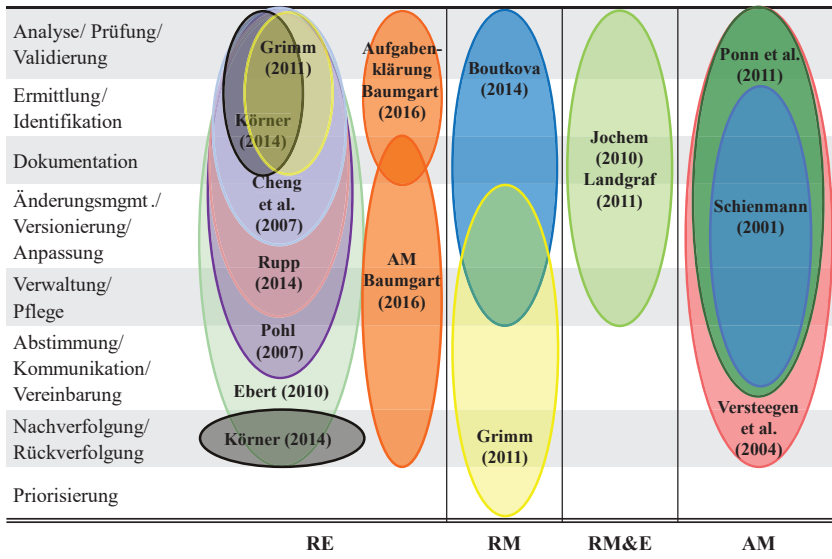 Analyse/ Prüfung/
Validierung
Ermittlung/
Identifikation
Dokumentation
Änderungsmgmt./
Versionierung/
Anpassung
Verwaltung/
Pflege
Abstimmung/
Kommunikation/
Vereinbarung
Nachverfolgung/
Rückverfolgung
Priorisierung
Grimm
(2011)
Körner
(2014)
Cheng
et al.
(2007)
Rupp
(2014)
Pohl
(2007)
Ebert (2010)
Körner (2014)
Aufgaben-
klärung
Baumgart
(2016)
AM
Baumgart
(2016)
Boutkova
(2014)
Grimm
(2011)
Jochem
(2010)
Landgraf
(2011)
Ponn et al.
(2011)
Schienmann
(2001)
Versteegen
et al.
(2004)
RE
RM
RM&E
AM